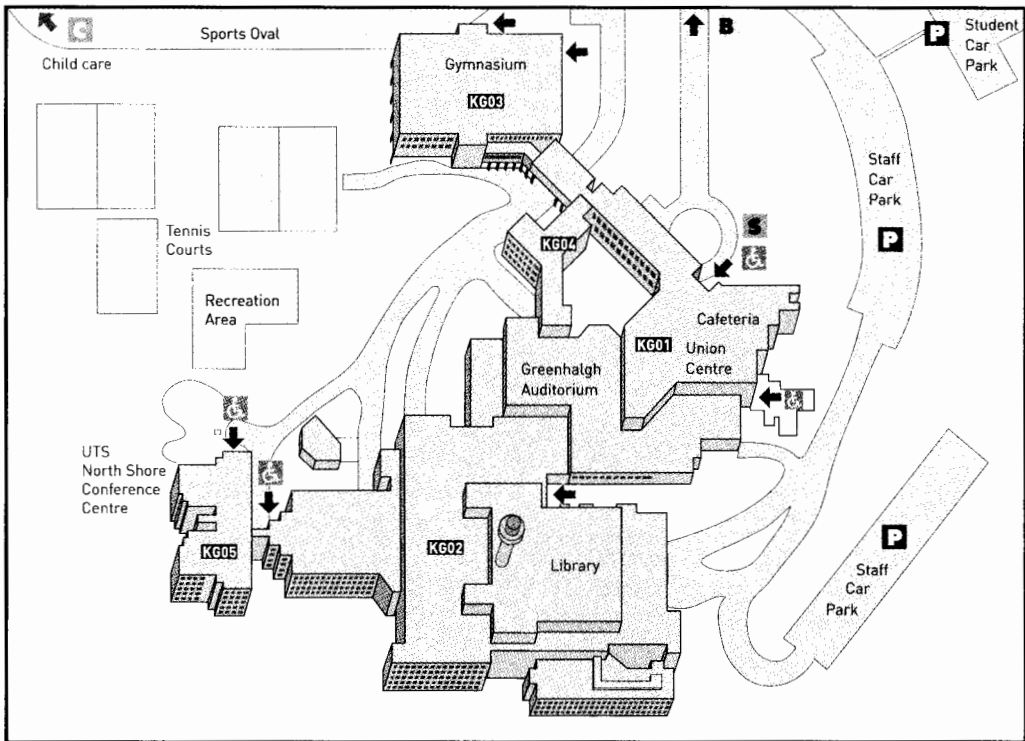 C
Child care
Sports Oval
Gymnasium
KG03
B
P
Student
Car
Park
Staff
Car
Park
P
Tennis
Courts
KG04
S
Recreation
Area
Cafeteria
KG01
Union
Centre
Greenhalgh
Auditorium
UTS
North Shore
Conference
Centre
KG05
KG02
Library
P
Staff
Car
Park